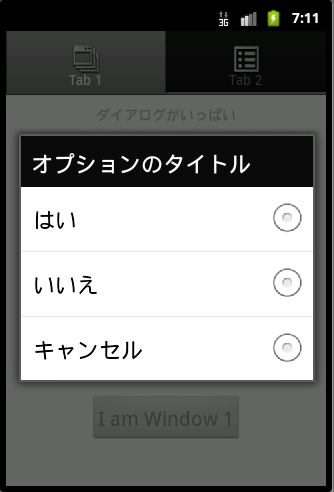 3G 7:11
Tab 1 Tab 2
ダイアログがいっぱい
オプションのタイトル
はい
いいえ
キャンセル
I am Window 1